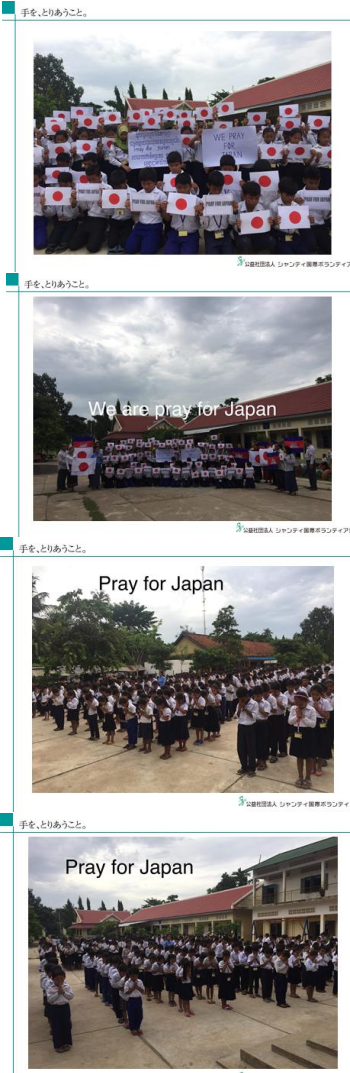 手を、とりあうこと。
WE PRAY
FOR
公益社団法人 シャンティ国際ボランティア
手を、とりあうこと。
We are pray for Japan
公益社団法人 シャンティ国際ボランティア
手を、とりあうこと。
Pray for Japan
公益社団法人 シャンティ国際ボランティ
手を、とりあうこと。
Pray for Japan